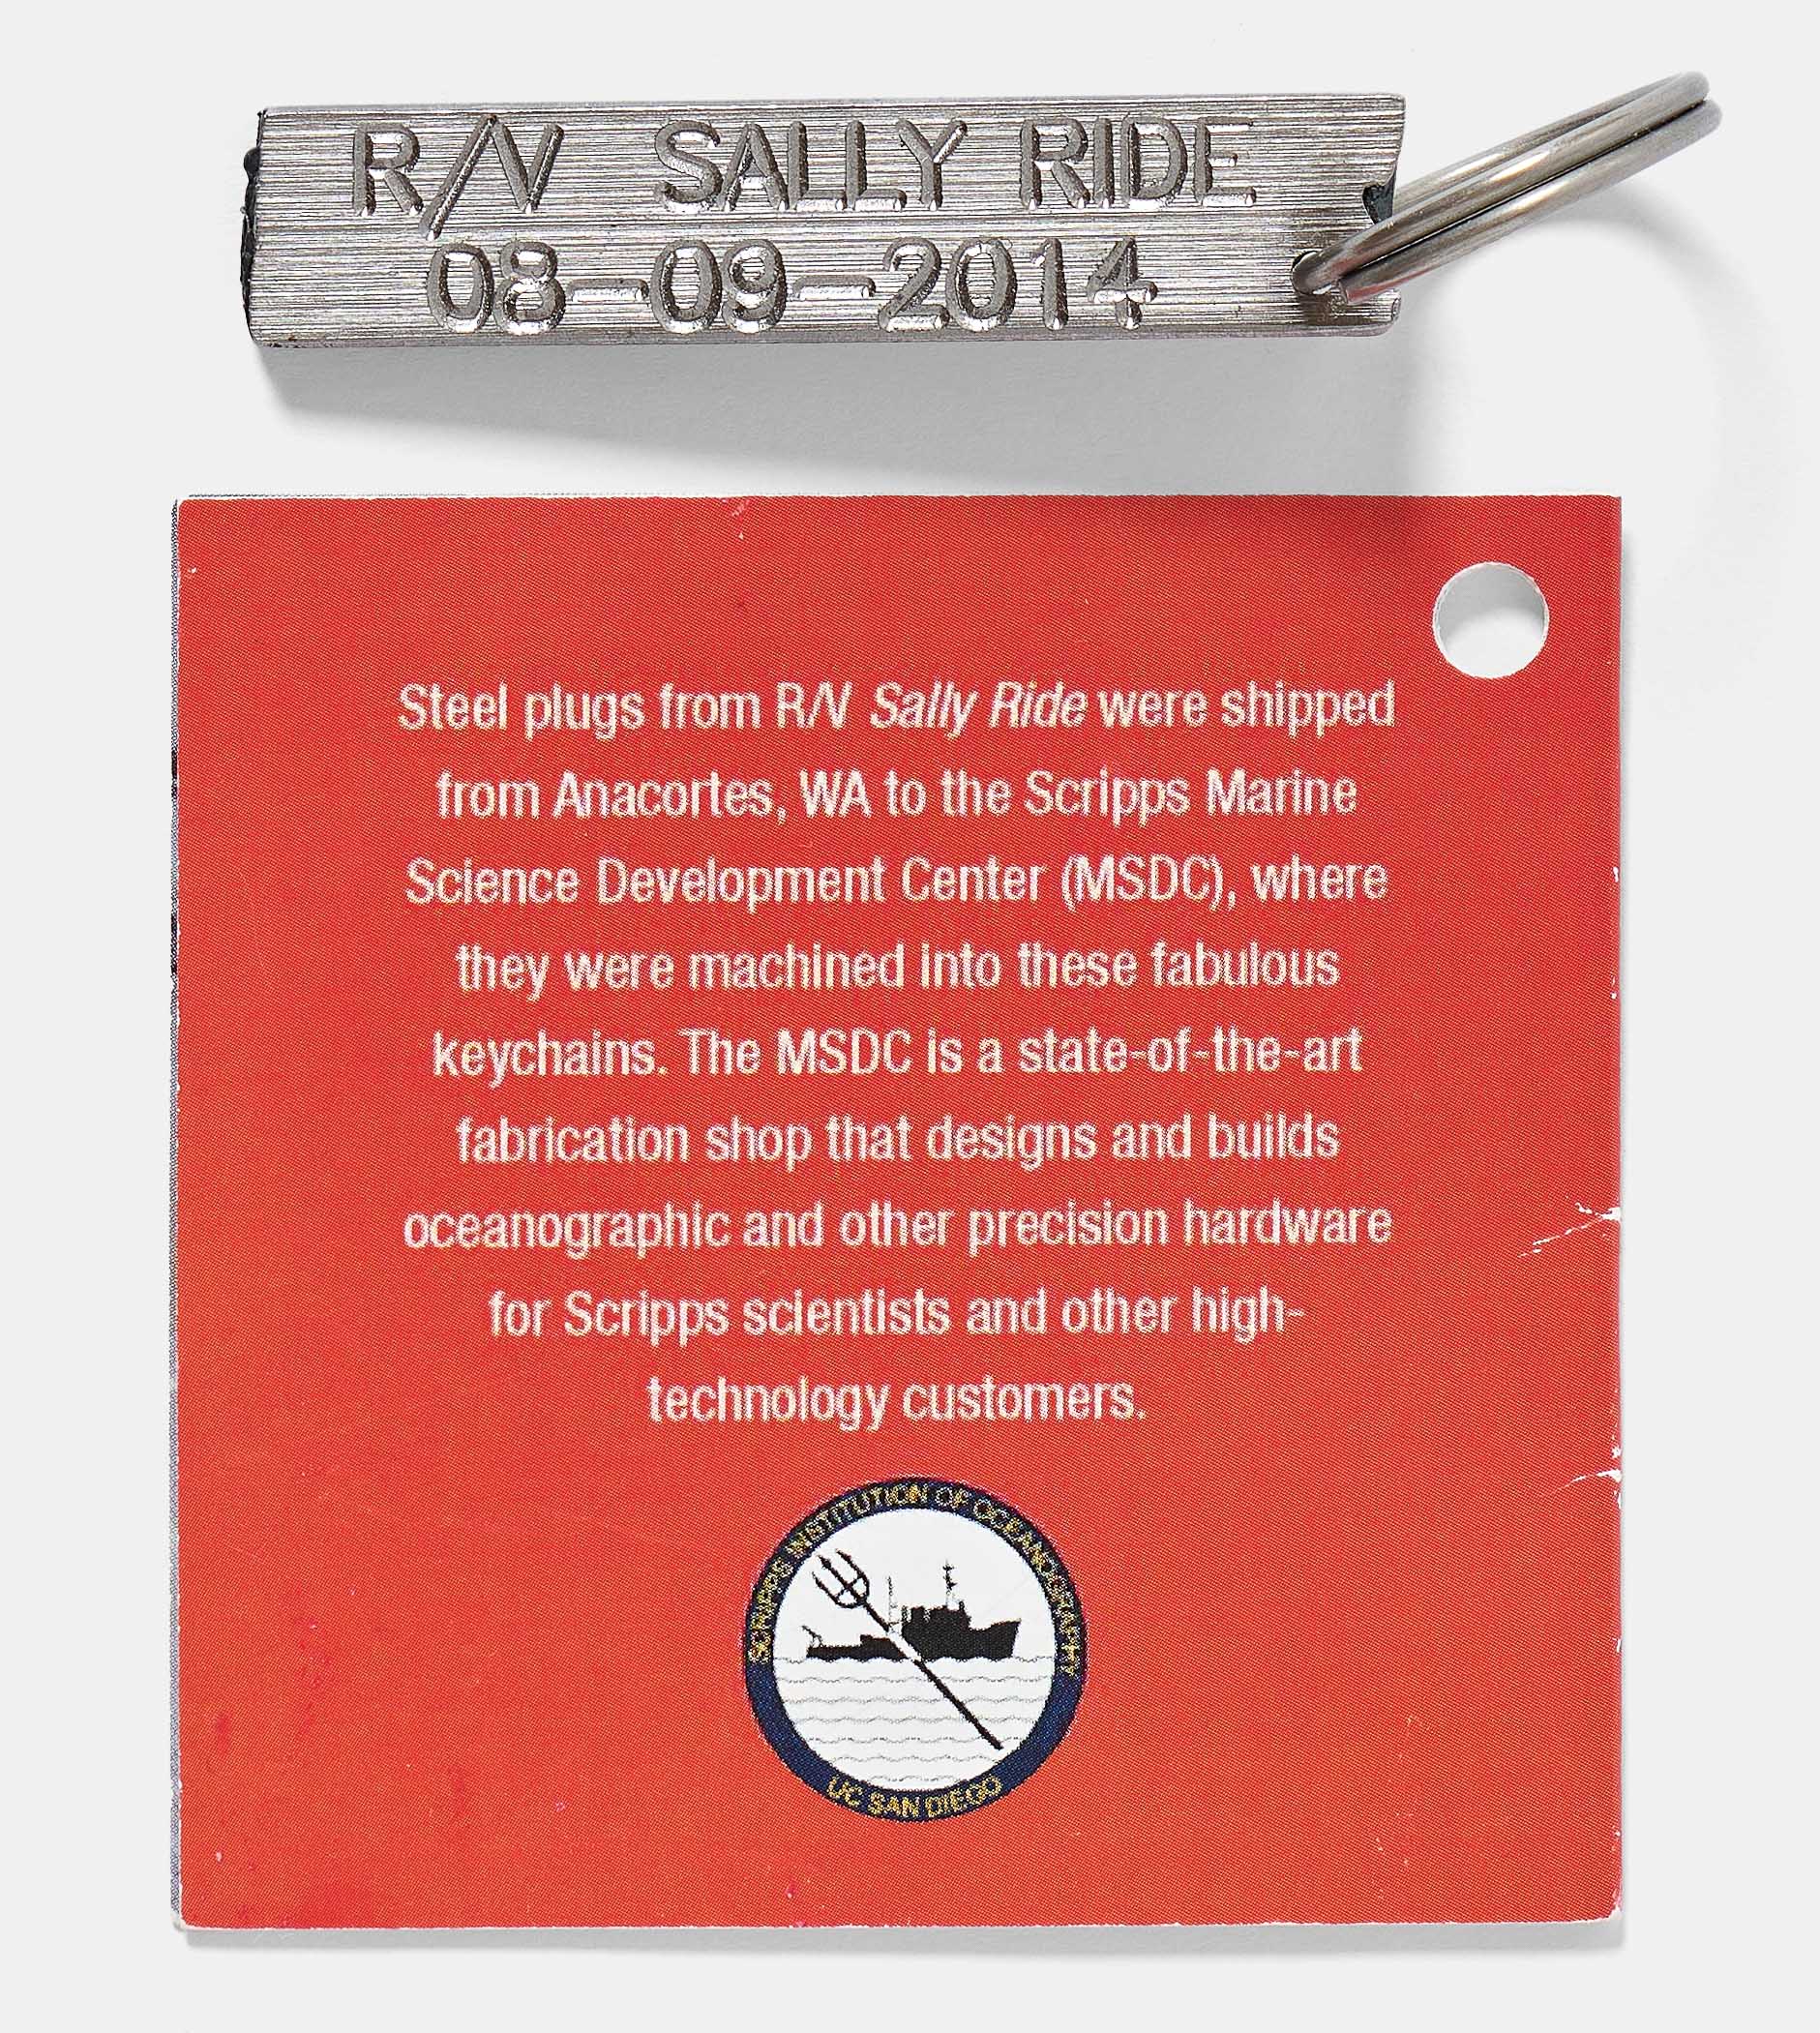 R/V SALLY RIDE
08-09-2014
Steel plugs from R/V Sally Ride were shipped
from Anacortes, WA to the Scripps Marine
Science Development Center (MSDC), where
they were machined into these fabulous
keychains. The MSDC is a state-of-the-art
fabrication shop that designs and builds
oceanographic and other precision hardware
for Scripps scientists and other high-
technology customers.
SCRIPPS INSTITUTION OF OCEANOGRAPHY
UC SAN DIEGO